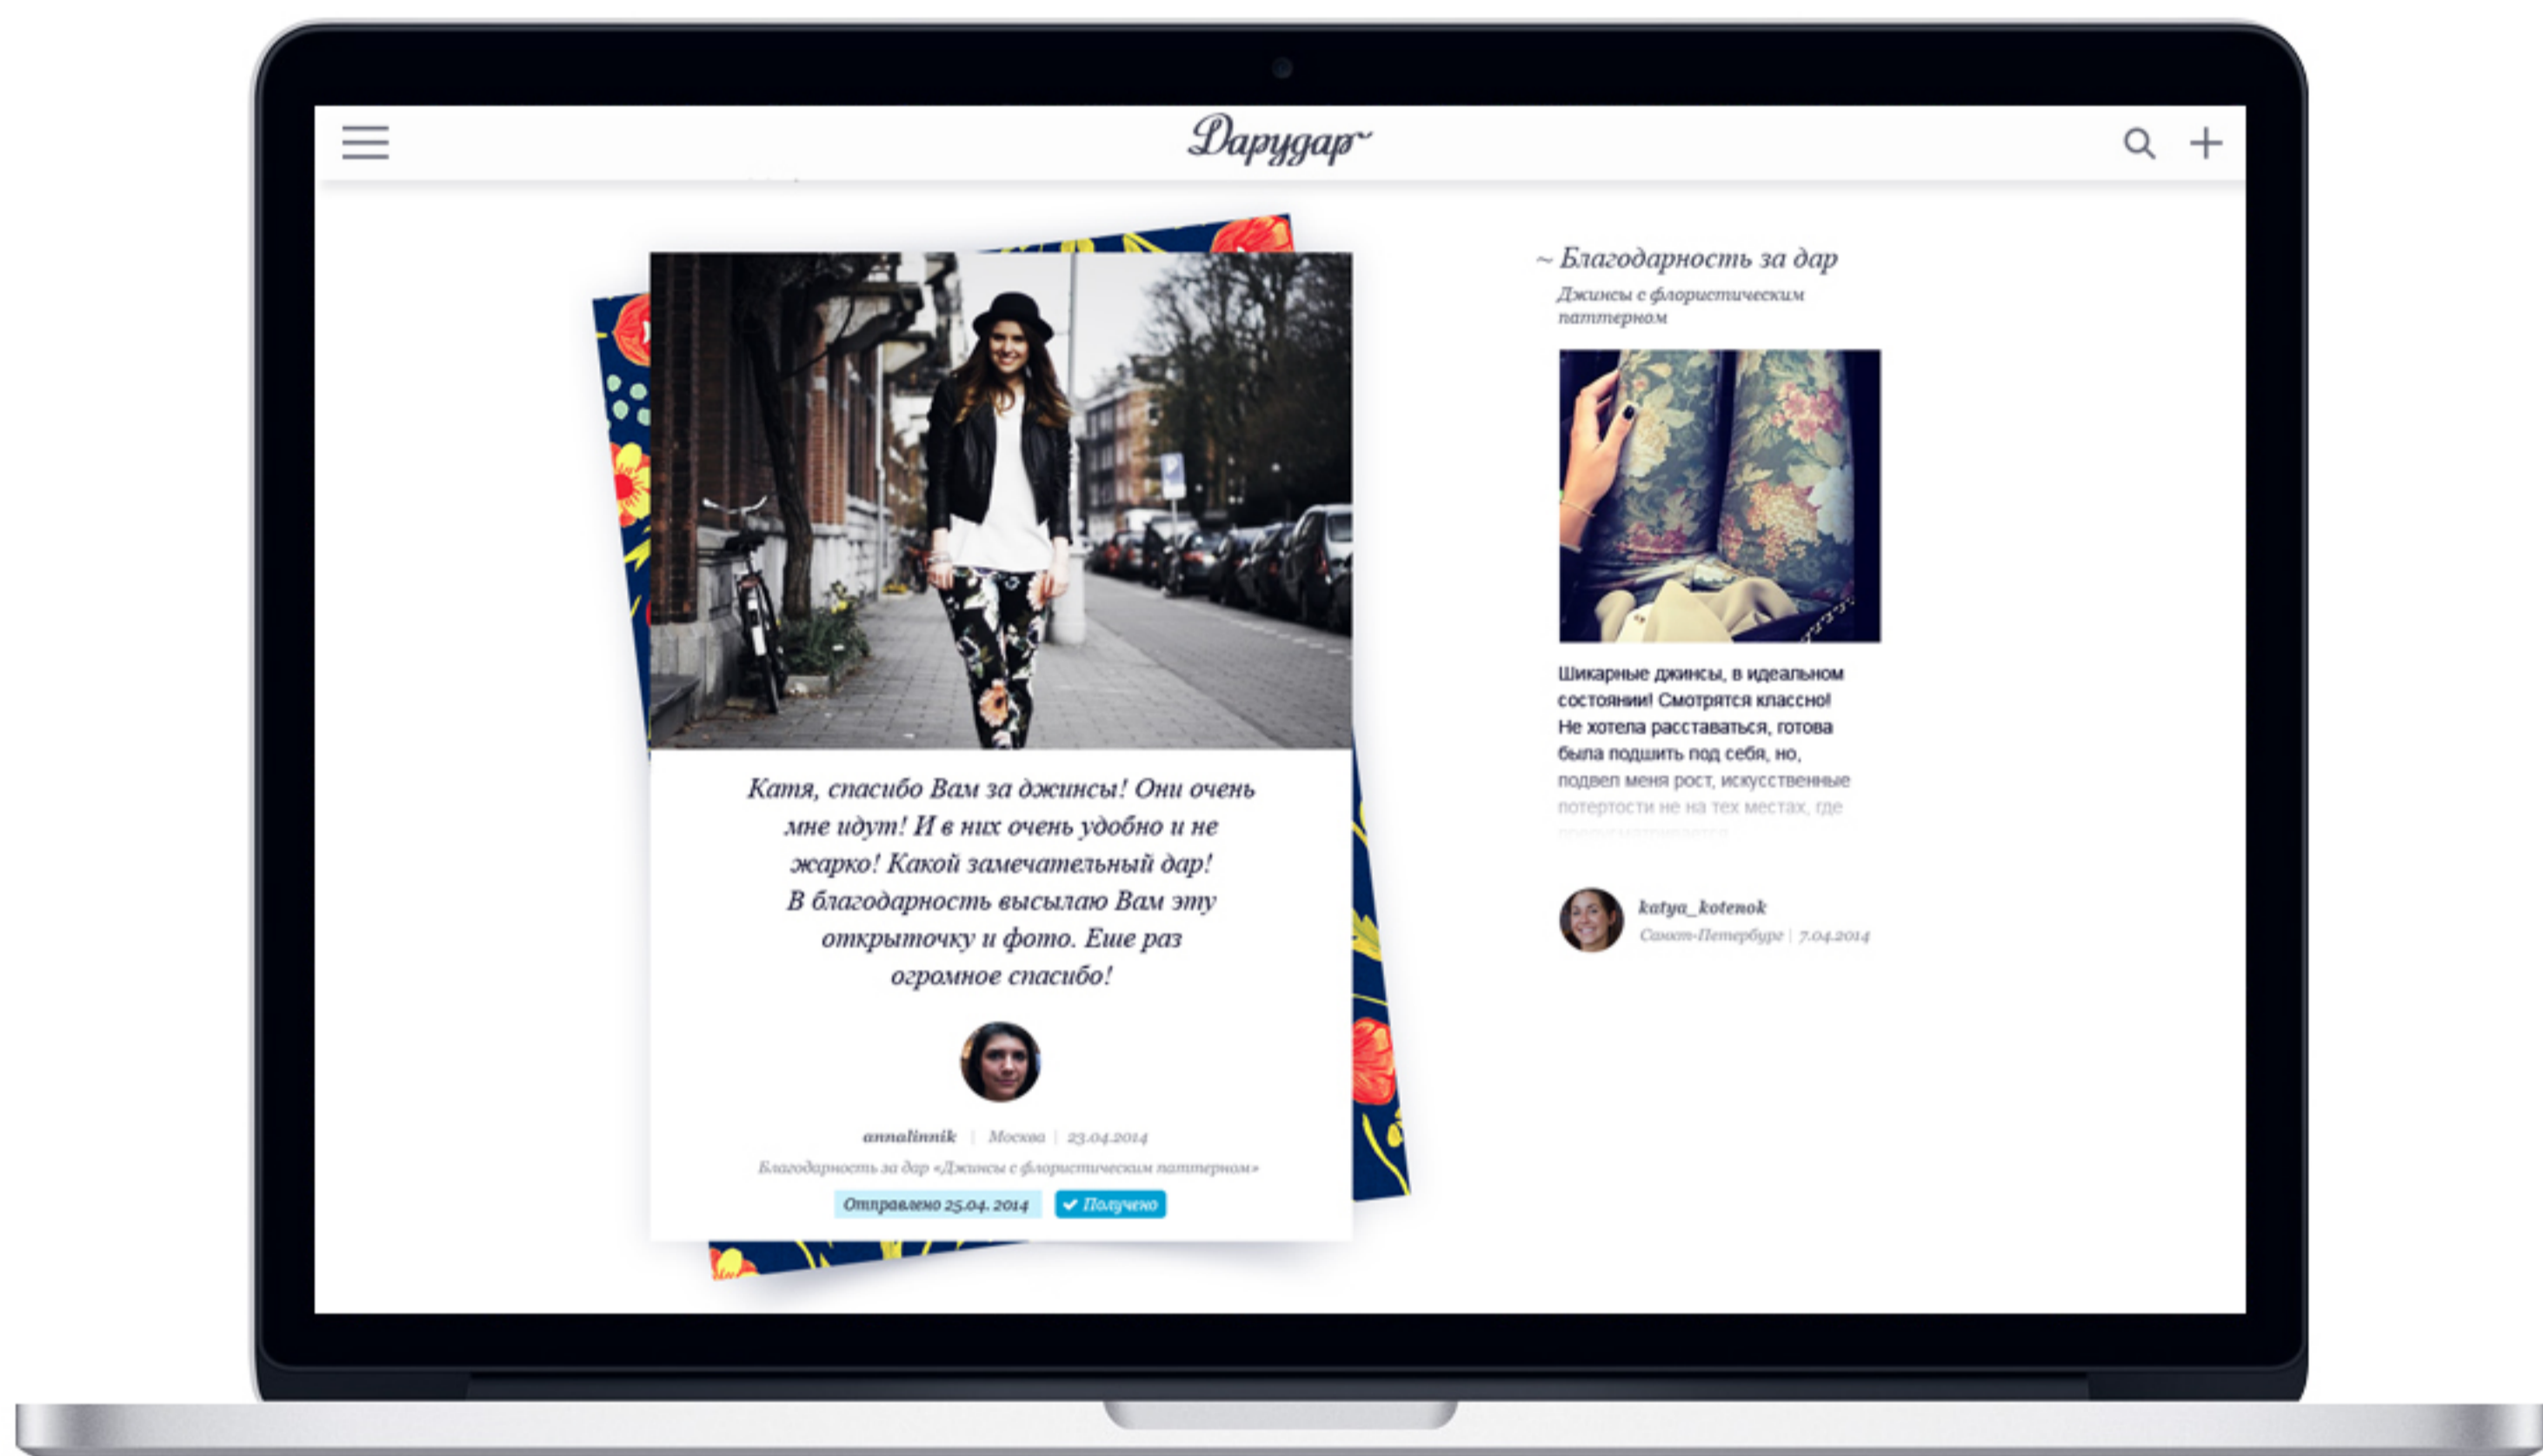 Дарудар
Катя, спасибо Вам за джинсы! Они очень
мне идут! И в них очень удобно и не
жарко! Какой замечательный дар!
В благодарность высылаю Вам эту
открыточку и фото. Еше раз
огромное спасибо!
annalinnik | Москва | 23.04.2014
Благодарность за дар «Джинсы с флористическим паттерном»
Отправлено 25.04. 2014
Получено
~ Благодарность за дар
Джинсы с флористическим
паттерном
Шикарные джинсы, в идеальном
состоянии! Смотрятся классно!
Не хотела расставаться, готова
была подшить под себя, но,
подвел меня рост, искусственные
потертости не на тех местах, где
предусматривается
katya_kotenok
Санкт-Петербург | 7.04.2014